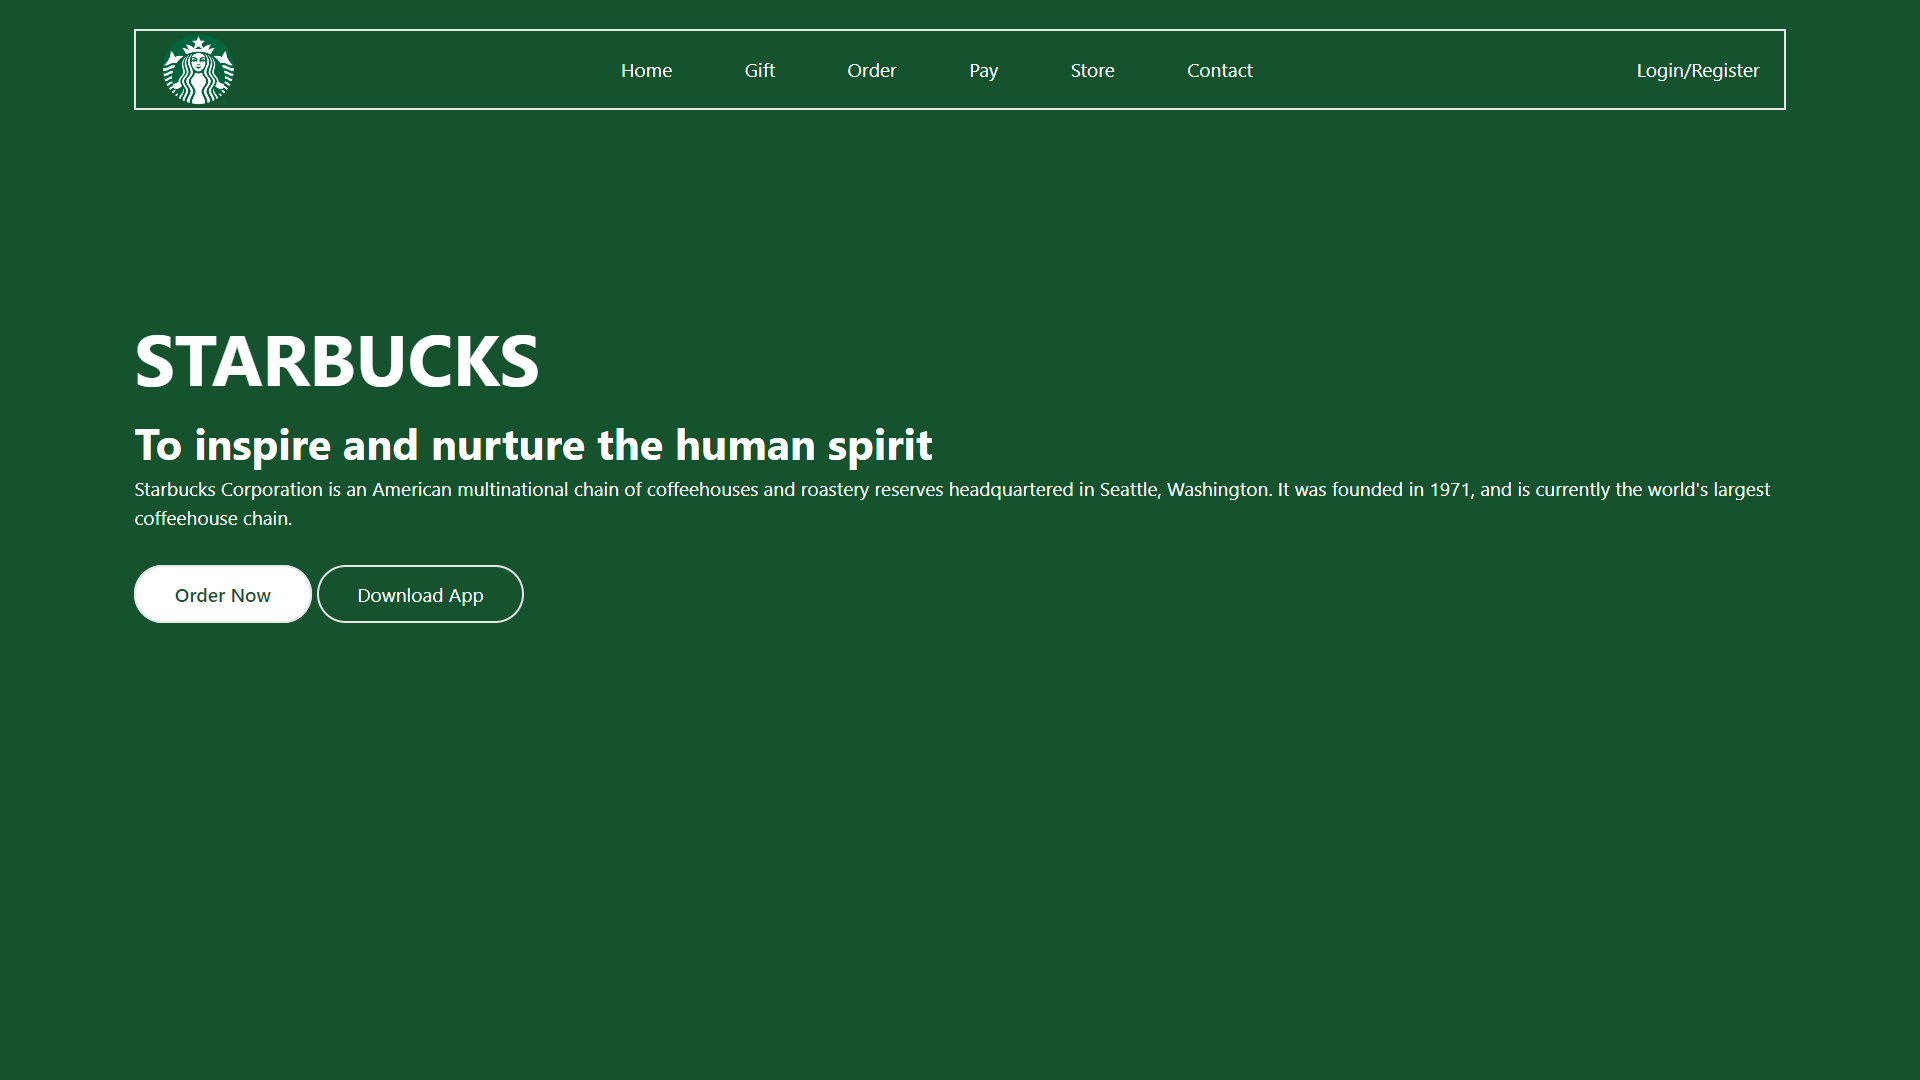 Home Gift Order Pay Store Contact Login/Register
STARBUCKS
To inspire and nurture the human spirit
Starbucks Corporation is an American multinational chain of coffeehouses and roastery reserves headquartered in Seattle, Washington. It was founded in 1971, and is currently the world's largest
coffeehouse chain.
Order Now Download App